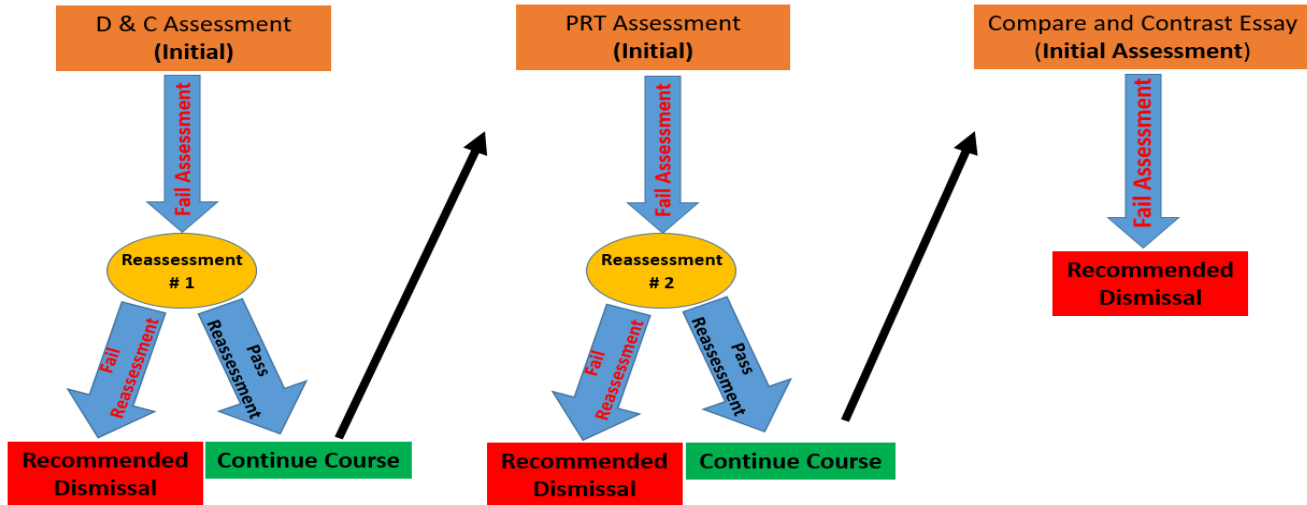 D & C Assessment
(Initial)
Fail Assessment
Reassessment
# 1
Fail
Reassessment
Pass
Reassessment
Recommended
Dismissal
Continue Course
PRT Assessment
(Initial)
Fail Assessment
Reassessment
# 2
Fail
Reassessment
Pass
Reassessment
Recommended
Dismissal
Continue Course
Compare and Contrast Essay
(Initial Assessment)
Fail Assessment
Recommended
Dismissal